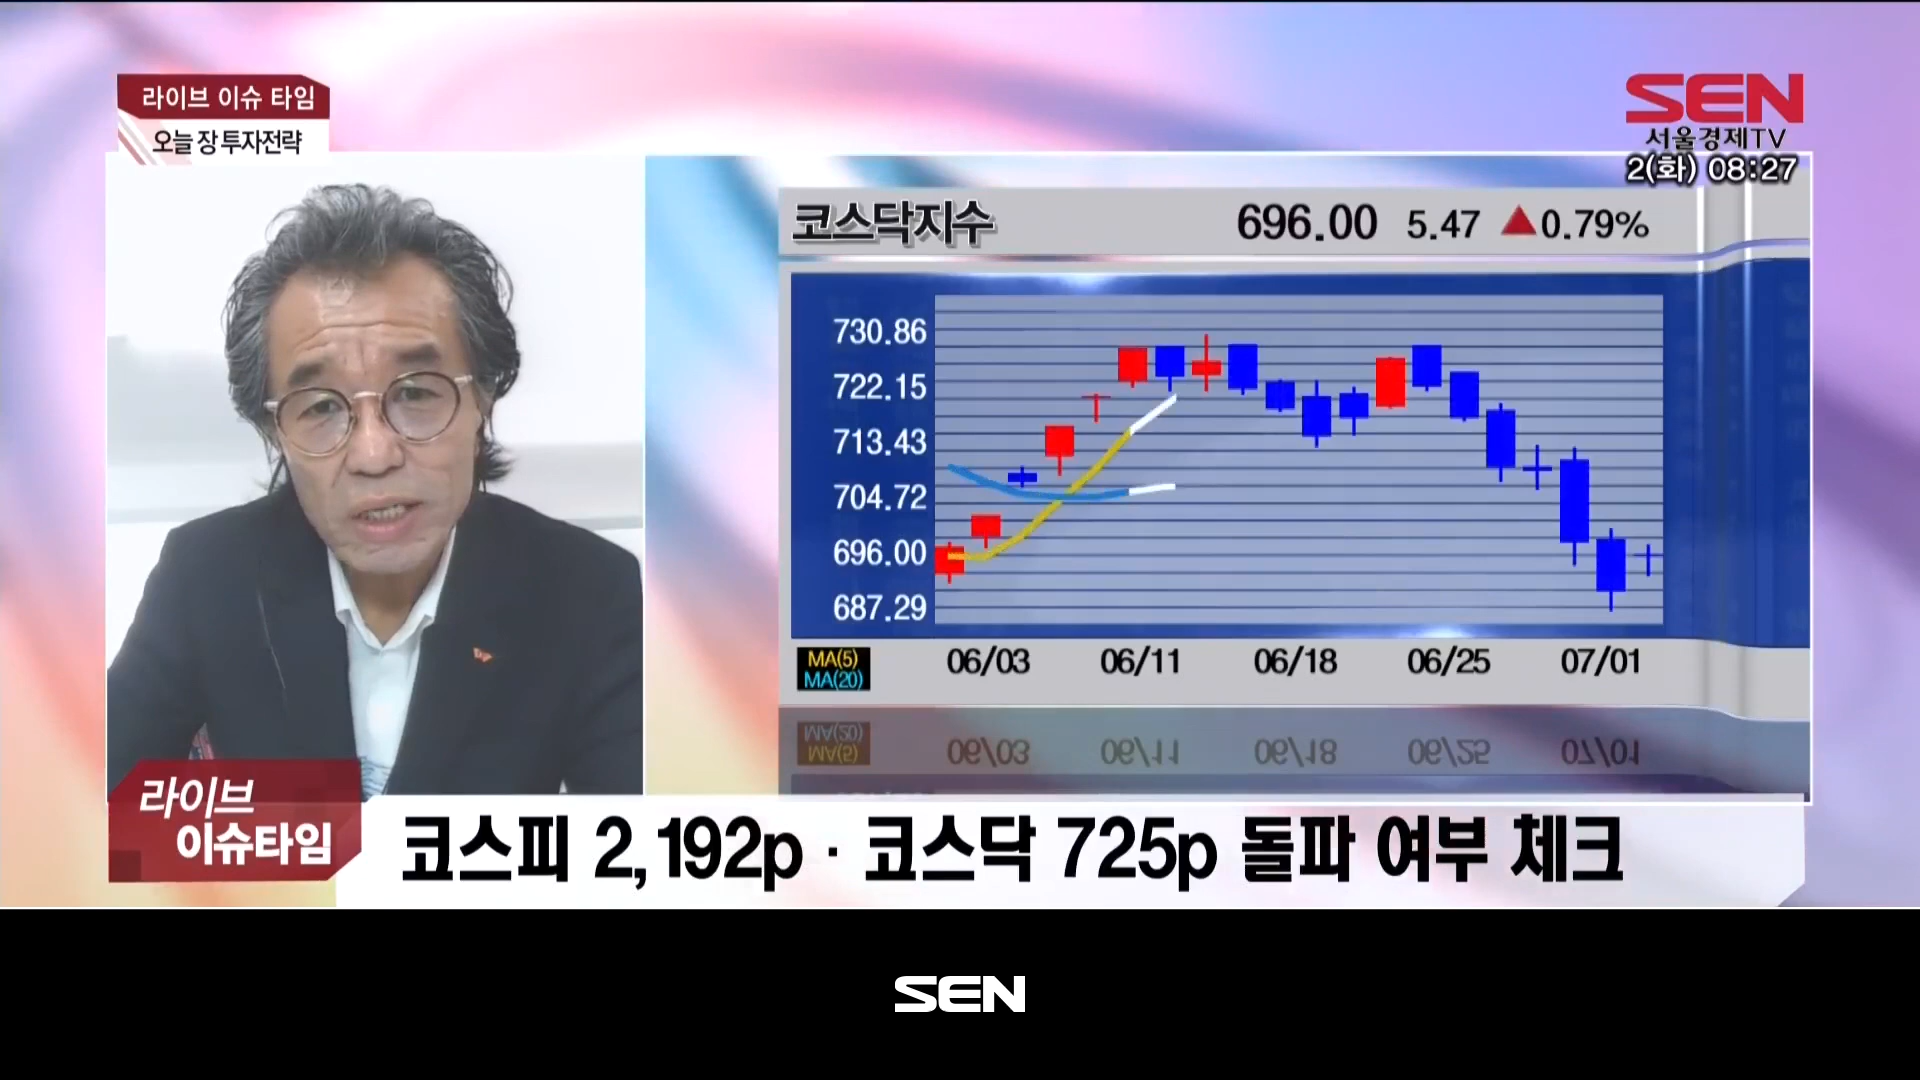 라이브 이슈 타임
오늘 장 투자전략
SEN
서울경제TV
2(화) 08:27
코스닥지수 696.00 5.47 ▲0.79%
730.86
722.15
713.43
704.72
696.00
687.29
MA(5)
MA(20)
06/03 06/11 06/18 06/25 07/01
라이브
이슈타임
코스피 2,192p · 코스닥 725p 돌파 여부 체크
SEN